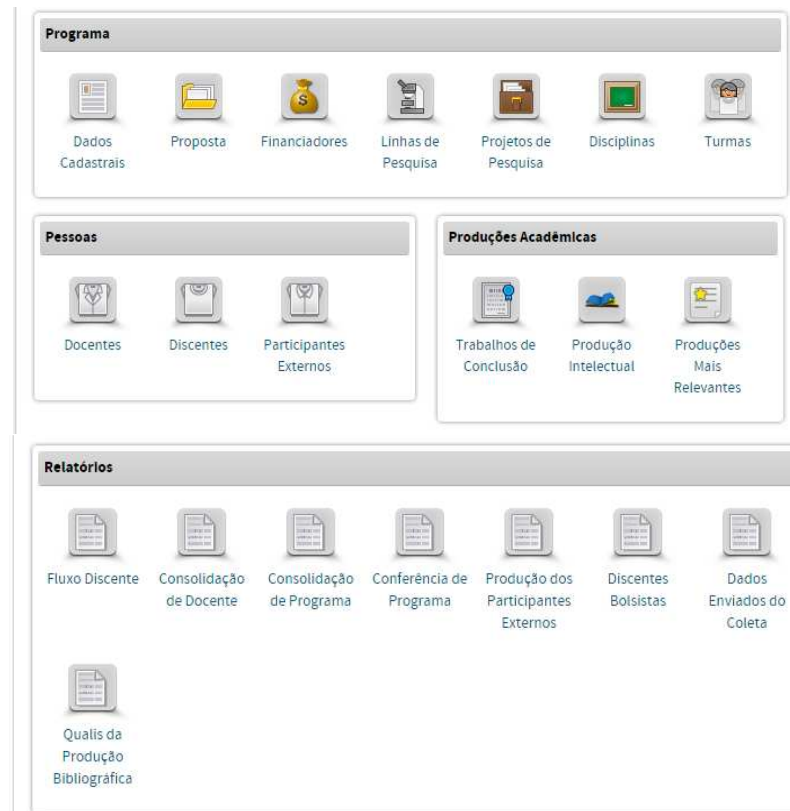 Programa
Dados Cadastrais
Proposta
Financiadores
Linhas de Pesquisa
Projetos de Pesquisa
Disciplinas
Turmas
Pessoas
Docentes
Discentes
Participantes Externos
Produções Acadêmicas
Trabalhos de Conclusão
Produção Intelectual
Produções Mais Relevantes
Relatórios
Fluxo Discente
Consolidação de Docente
Consolidação de Programa
Conferência de Programa
Produção dos Participantes Externos
Discentes Bolsistas
Dados Enviados do Coleta
Qualis da Produção Bibliográfica